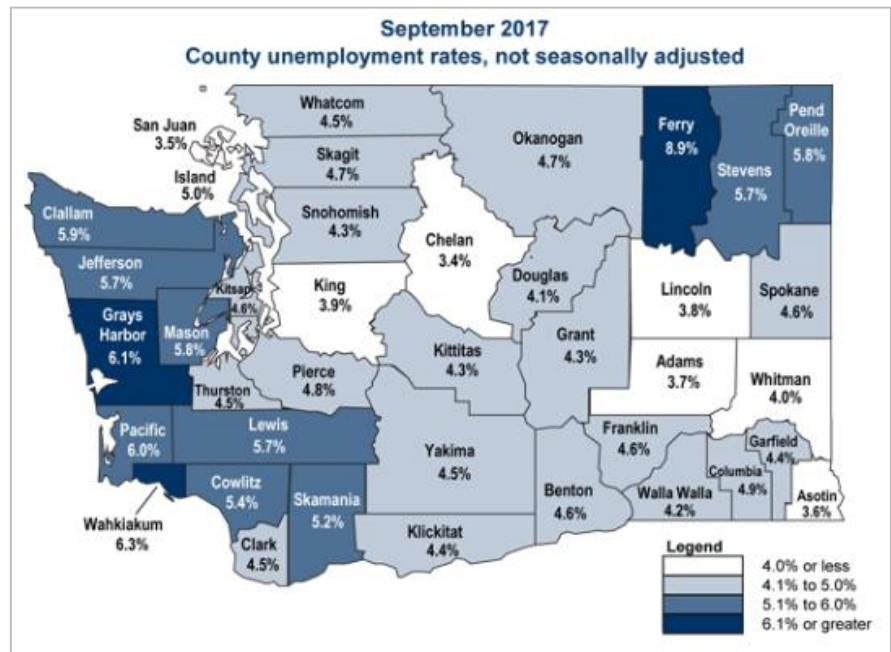 September 2017
County unemployment rates, not seasonally adjusted
Whatcom
4.5%
San Juan
3.5%
Skagit
4.7%
Island
5.0%
Okanogan
4.7%
Ferry
8.9%
Stevens
5.7%
Pend
Oreille
5.8%
Clallam
5.9%
Snohomish
4.3%
Chelan
3.4%
Jefferson
5.7%
Kitsap
4.6%
King
3.9%
Douglas
4.1%
Lincoln
3.8%
Spokane
4.6%
Grays
Harbor
6.1%
Mason
5.8%
Kittitas
4.3%
Grant
4.3%
Adams
3.7%
Whitman
4.0%
Thurston
4.5%
Pierce
4.8%
Pacific
6.0%
Lewis
5.7%
Yakima
4.5%
Franklin
4.6%
Garfield
4.4%
Columbia
4.9%
Walla Walla
4.2%
Asotin
3.6%
Benton
4.6%
Wahkiakum
6.3%
Cowlitz
5.4%
Skamania
5.2%
Clark
4.5%
Klickitat
4.4%
Legend
4.0% or less
4.1% to 5.0%
5.1% to 6.0%
6.1% or greater